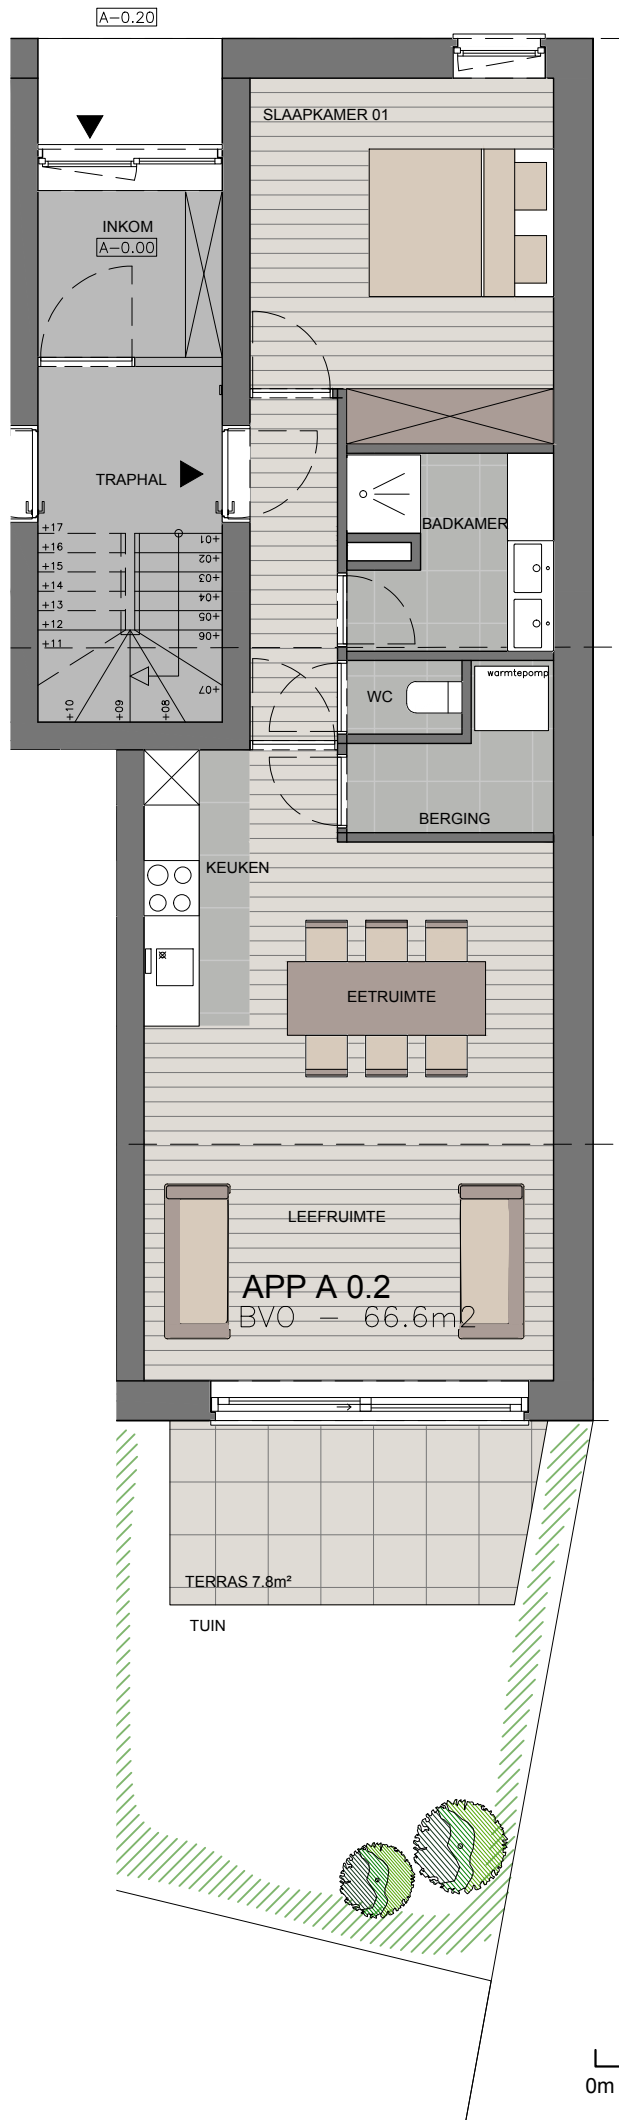 A-0.20
SLAAPKAMER 01
INKOM
A-0.00
TRAPHAL
BADKAMER
+17
+16
+15
+14
+13
+12
+11
+10
+09
+08
+07
06+
05+
04+
03+
02+
01+
WC
warmtepomp
BERGING
KEUKEN
EETRUIMTE
LEEFRUIMTE
APP A 0.2
BVO - 66.6m2
TERRAS 7.8m²
TUIN
0m